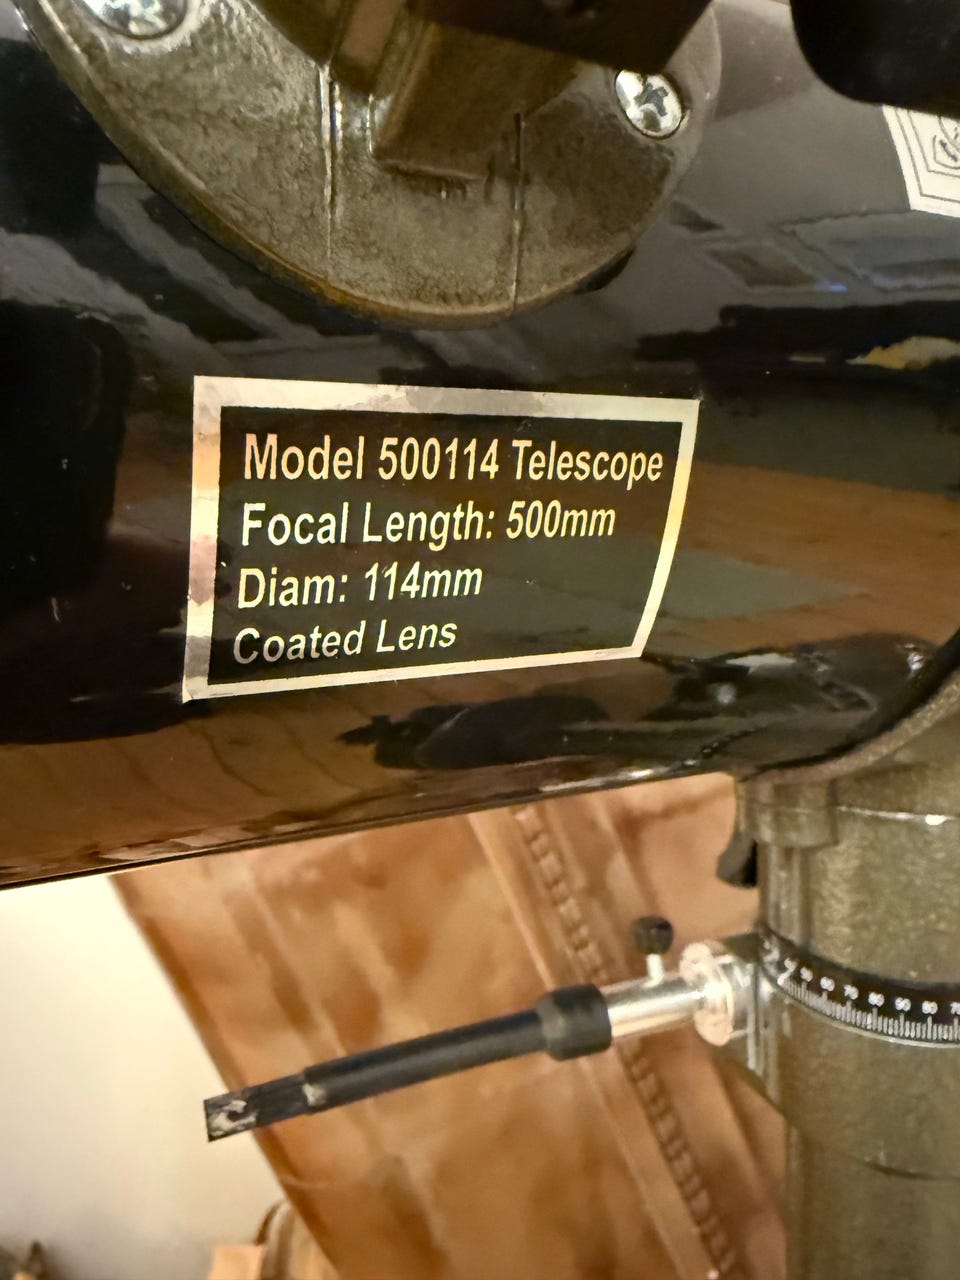 Model 500114 Telescope
Focal Length: 500mm
Diam: 114mm
Coated Lens